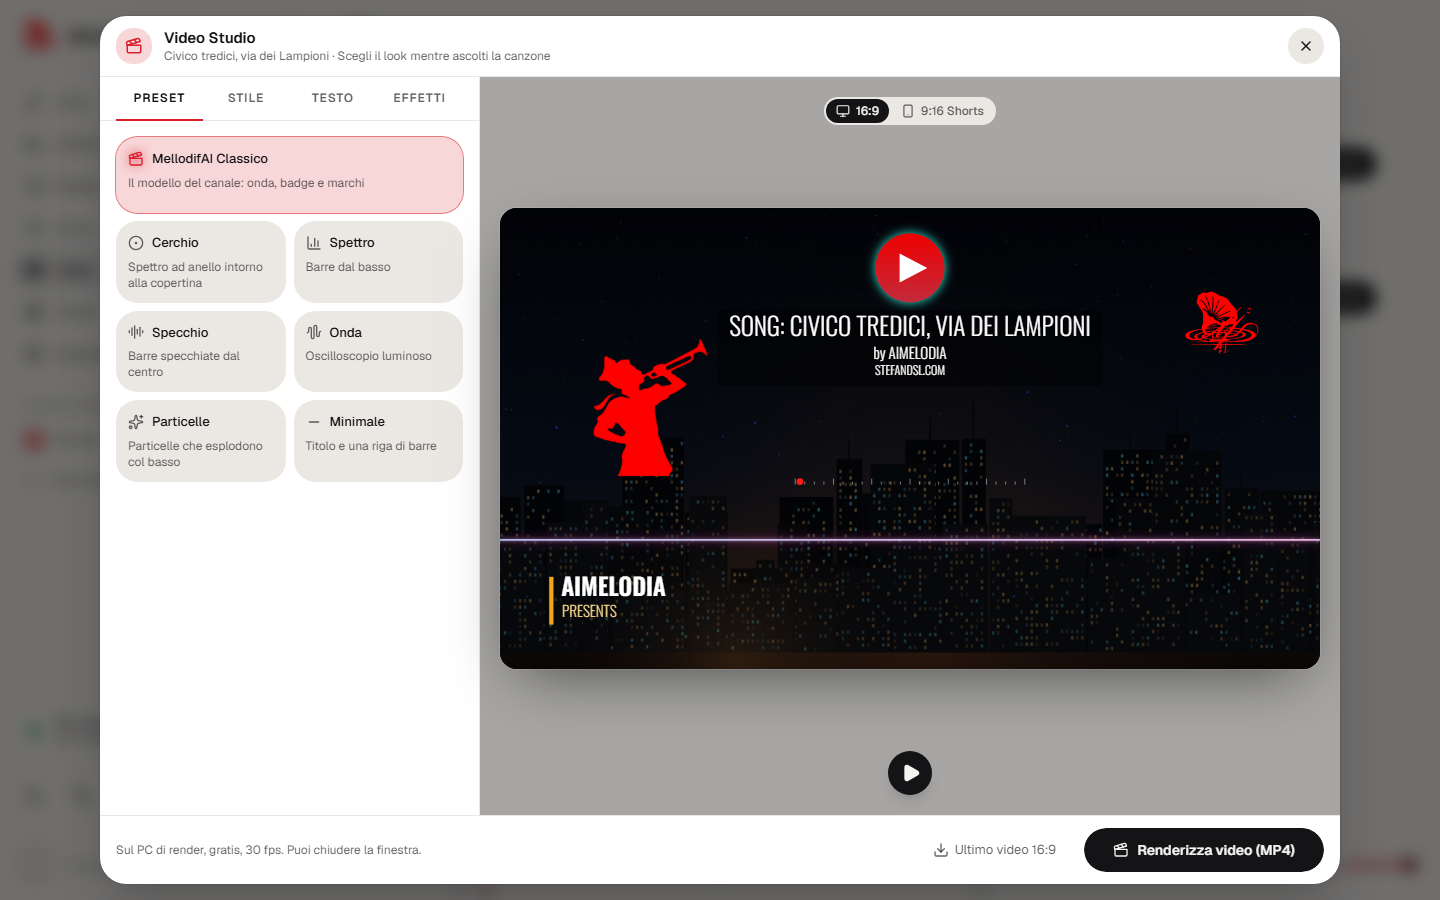 Video Studio
Civico tredici, via dei Lampioni · Scegli il look mentre ascolti la canzone
PRESET
STILE
TESTO
EFFETTI
16:9
9:16 Shorts
MellodifAI Classico
Il modello del canale: onda, badge e marchi
Cerchio
Spettro ad anello intorno
alla copertina
Spettro
Barre dal basso
Specchio
Barre specchiate dal
centro
Onda
Oscilloscopio luminoso
Particelle
Particelle che esplodono
col basso
Minimale
Titolo e una riga di barre
SONG: CIVICO TREDICI, VIA DEI LAMPIONI
by AIMELODIA
STEFANDSL.COM
AIMELODIA
PRESENTS
Sul PC di render, gratis, 30 fps. Puoi chiudere la finestra.
Ultimo video 16:9
Renderizza video (MP4)